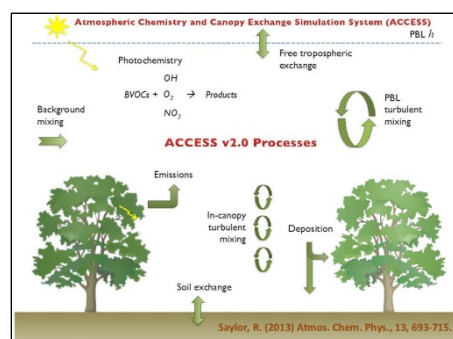 Atmospheric Chemistry and Canopy Exchange Simulation System (ACCESS)
PBL h
Free tropospheric
exchange
Photochemistry
OH
BVOCs + O₃ → Products
NO₃
Background
mixing
PBL
turbulent
mixing
ACCESS v2.0 Processes
Emissions
In-canopy
turbulent
mixing
Deposition
Soil exchange
Saylor, R. (2013) Atmos. Chem. Phys., 13, 693-715.